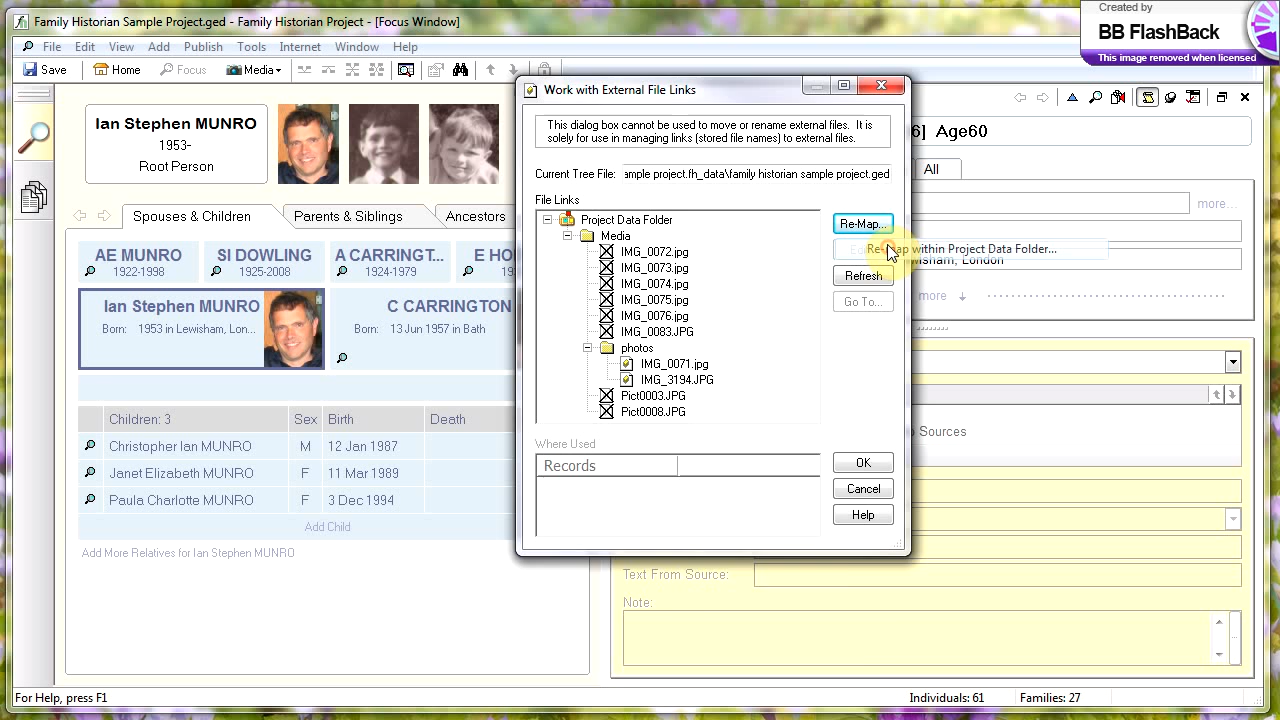 Family Historian Sample Project.ged - Family Historian Project - [Focus Window]
Created by
BB FlashBack
This image removed when licensed
File Edit View Add Publish Tools Internet Window Help
Save Home Focus Media
Work with External File Links
This dialog box cannot be used to move or rename external files. It is
solely for use in managing links (stored file names) to external files.
Current Tree File: ample project.fh_data\family historian sample project.ged
File Links
Project Data Folder
Media
IMG_0072.jpg
IMG_0073.jpg
IMG_0074.jpg
IMG_0075.jpg
IMG_0076.jpg
IMG_0083.JPG
photos
IMG_0071.jpg
IMG_3194.JPG
Pict0003.JPG
Pict0008.JPG
Re-Map...
Re-Map within Project Data Folder...
Refresh
Go To...
Where Used
Records
OK
Cancel
Help
Ian Stephen MUNRO
1953-
Root Person
Spouses & Children
Parents & Siblings
Ancestors
AE MUNRO
1922-1998
SI DOWLING
1925-2008
A CARRINGT...
1924-1979
E HO
Ian Stephen MUNRO
Born: 1953 in Lewisham, Lon...
C CARRINGTON
Born: 13 Jun 1957 in Bath
Children: 3 Sex Birth Death
Christopher Ian MUNRO M 12 Jan 1987
Janet Elizabeth MUNRO F 11 Mar 1989
Paula Charlotte MUNRO F 3 Dec 1994
Add Child
Add More Relatives for Ian Stephen MUNRO
6] Age60
All
more...
wisham, London
more
Sources
Text From Source:
Note:
For Help, press F1
Individuals: 61
Families: 27